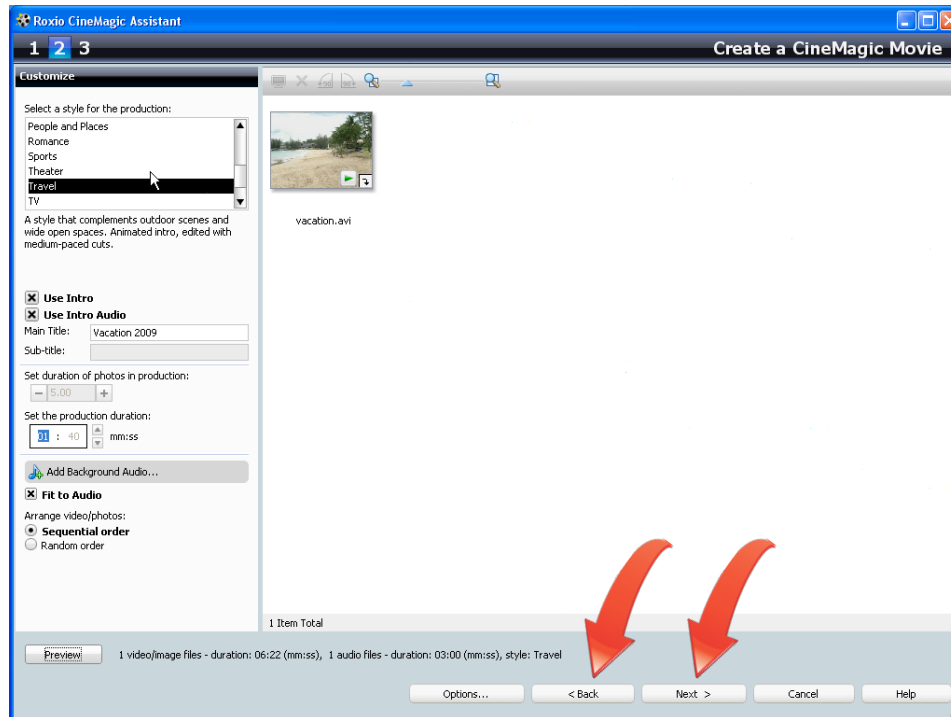 Roxio CineMagic Assistant
1 2 3
Create a CineMagic Movie
Customize
Select a style for the production:
People and Places
Romance
Sports
Theater
Travel
TV
A style that complements outdoor scenes and
wide open spaces. Animated intro, edited with
medium-paced cuts.
Use Intro
Use Intro Audio
Main Title: Vacation 2009
Sub-title:
Set duration of photos in production:
5.00
Set the production duration:
01 : 40 mm:ss
Add Background Audio...
Fit to Audio
Arrange video/photos:
Sequential order
Random order
vacation.avi
1 Item Total
Preview
1 video/image files - duration: 06:22 (mm:ss), 1 audio files - duration: 03:00 (mm:ss), style: Travel
Options... < Back Next > Cancel Help